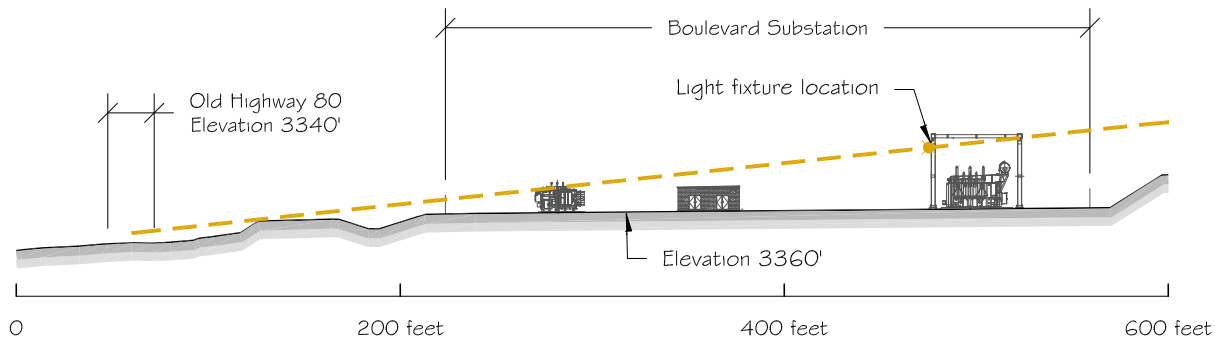 Boulevard Substation
Light fixture location
Old Highway 80
Elevation 3340'
Elevation 3360'
0
200 feet
400 feet
600 feet